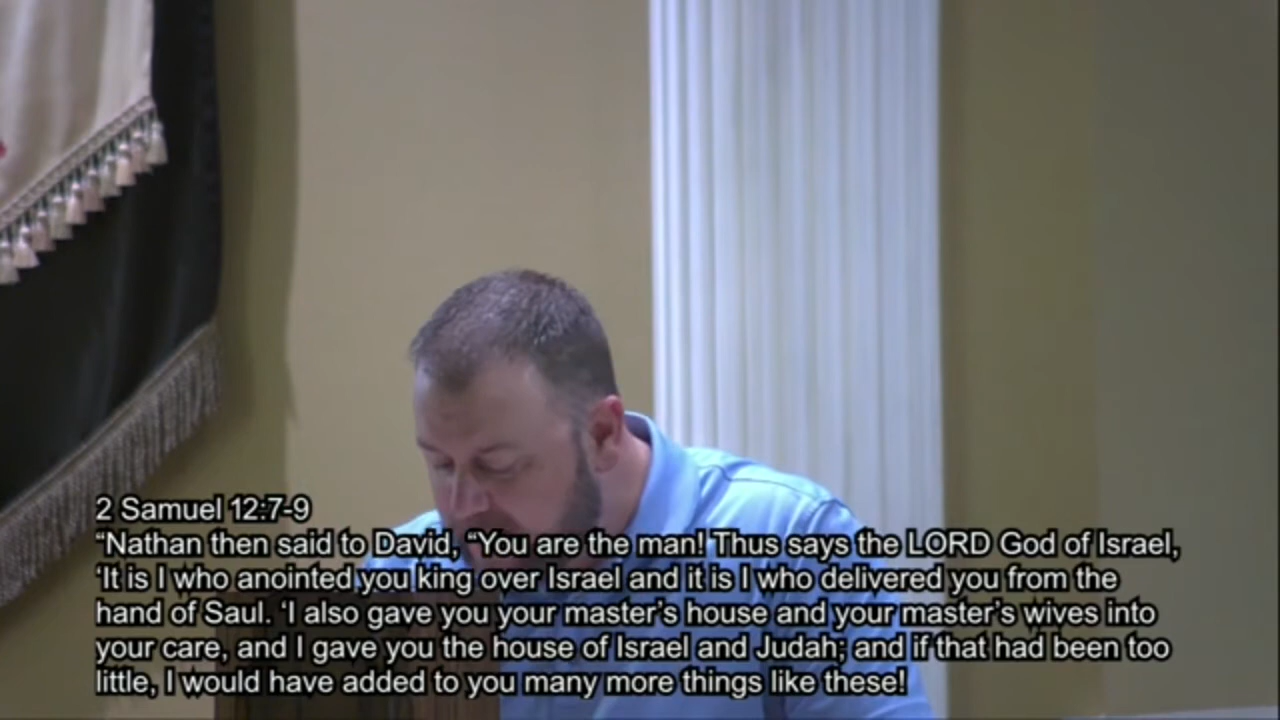 2 Samuel 12:7-9
“Nathan then said to David, “You are the man! Thus says the LORD God of Israel,
‘It is I who anointed you king over Israel and it is I who delivered you from the
hand of Saul. ‘I also gave you your master’s house and your master’s wives into
your care, and I gave you the house of Israel and Judah; and if that had been too
little, I would have added to you many more things like these!